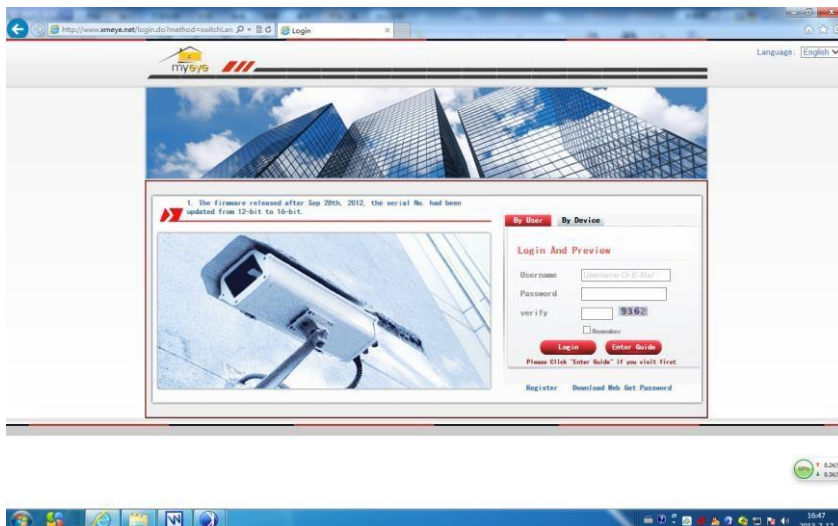 http://www.xmeye.net/login.do?method=switchLan
Login
Language: English
myeye
1. The firmware released after Sep 28th, 2012, the serial No. had been
updated from 12-bit to 16-bit.
By User By Device
Login And Preview
Username Username Or E-Mail
Password
verify 9362
Remember
Login Enter Guide
Please Click "Enter Guide" If you visit first
Register Download Web Get Password
16:47